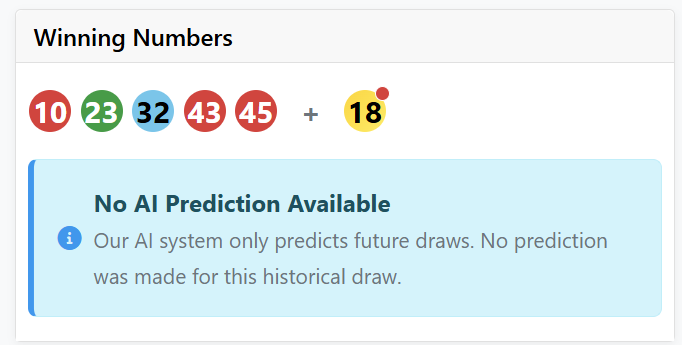 Winning Numbers
10 23 32 43 45 + 18
No AI Prediction Available
Our AI system only predicts future draws. No prediction
was made for this historical draw.